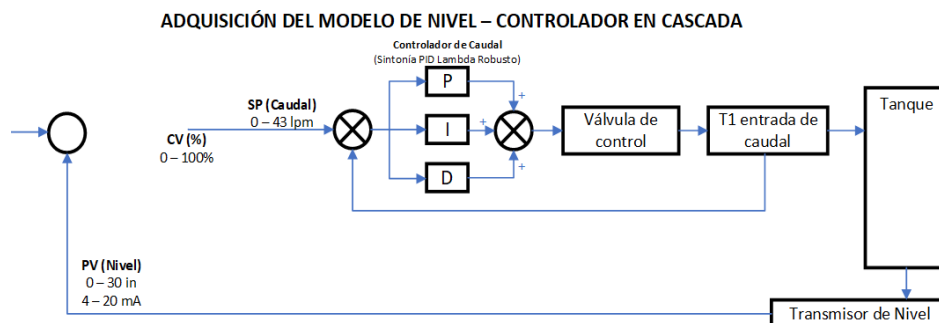 ADQUISICIÓN DEL MODELO DE NIVEL – CONTROLADOR EN CASCADA
Controlador de Caudal
(Sintonía PID Lambda Robusto)
P
+
SP (Caudal)
0 – 43 lpm
CV (%)
0 – 100%
I
+
D
+
Válvula de
control
T1 entrada de
caudal
Tanque
PV (Nivel)
0 – 30 in
4 – 20 mA
Transmisor de Nivel